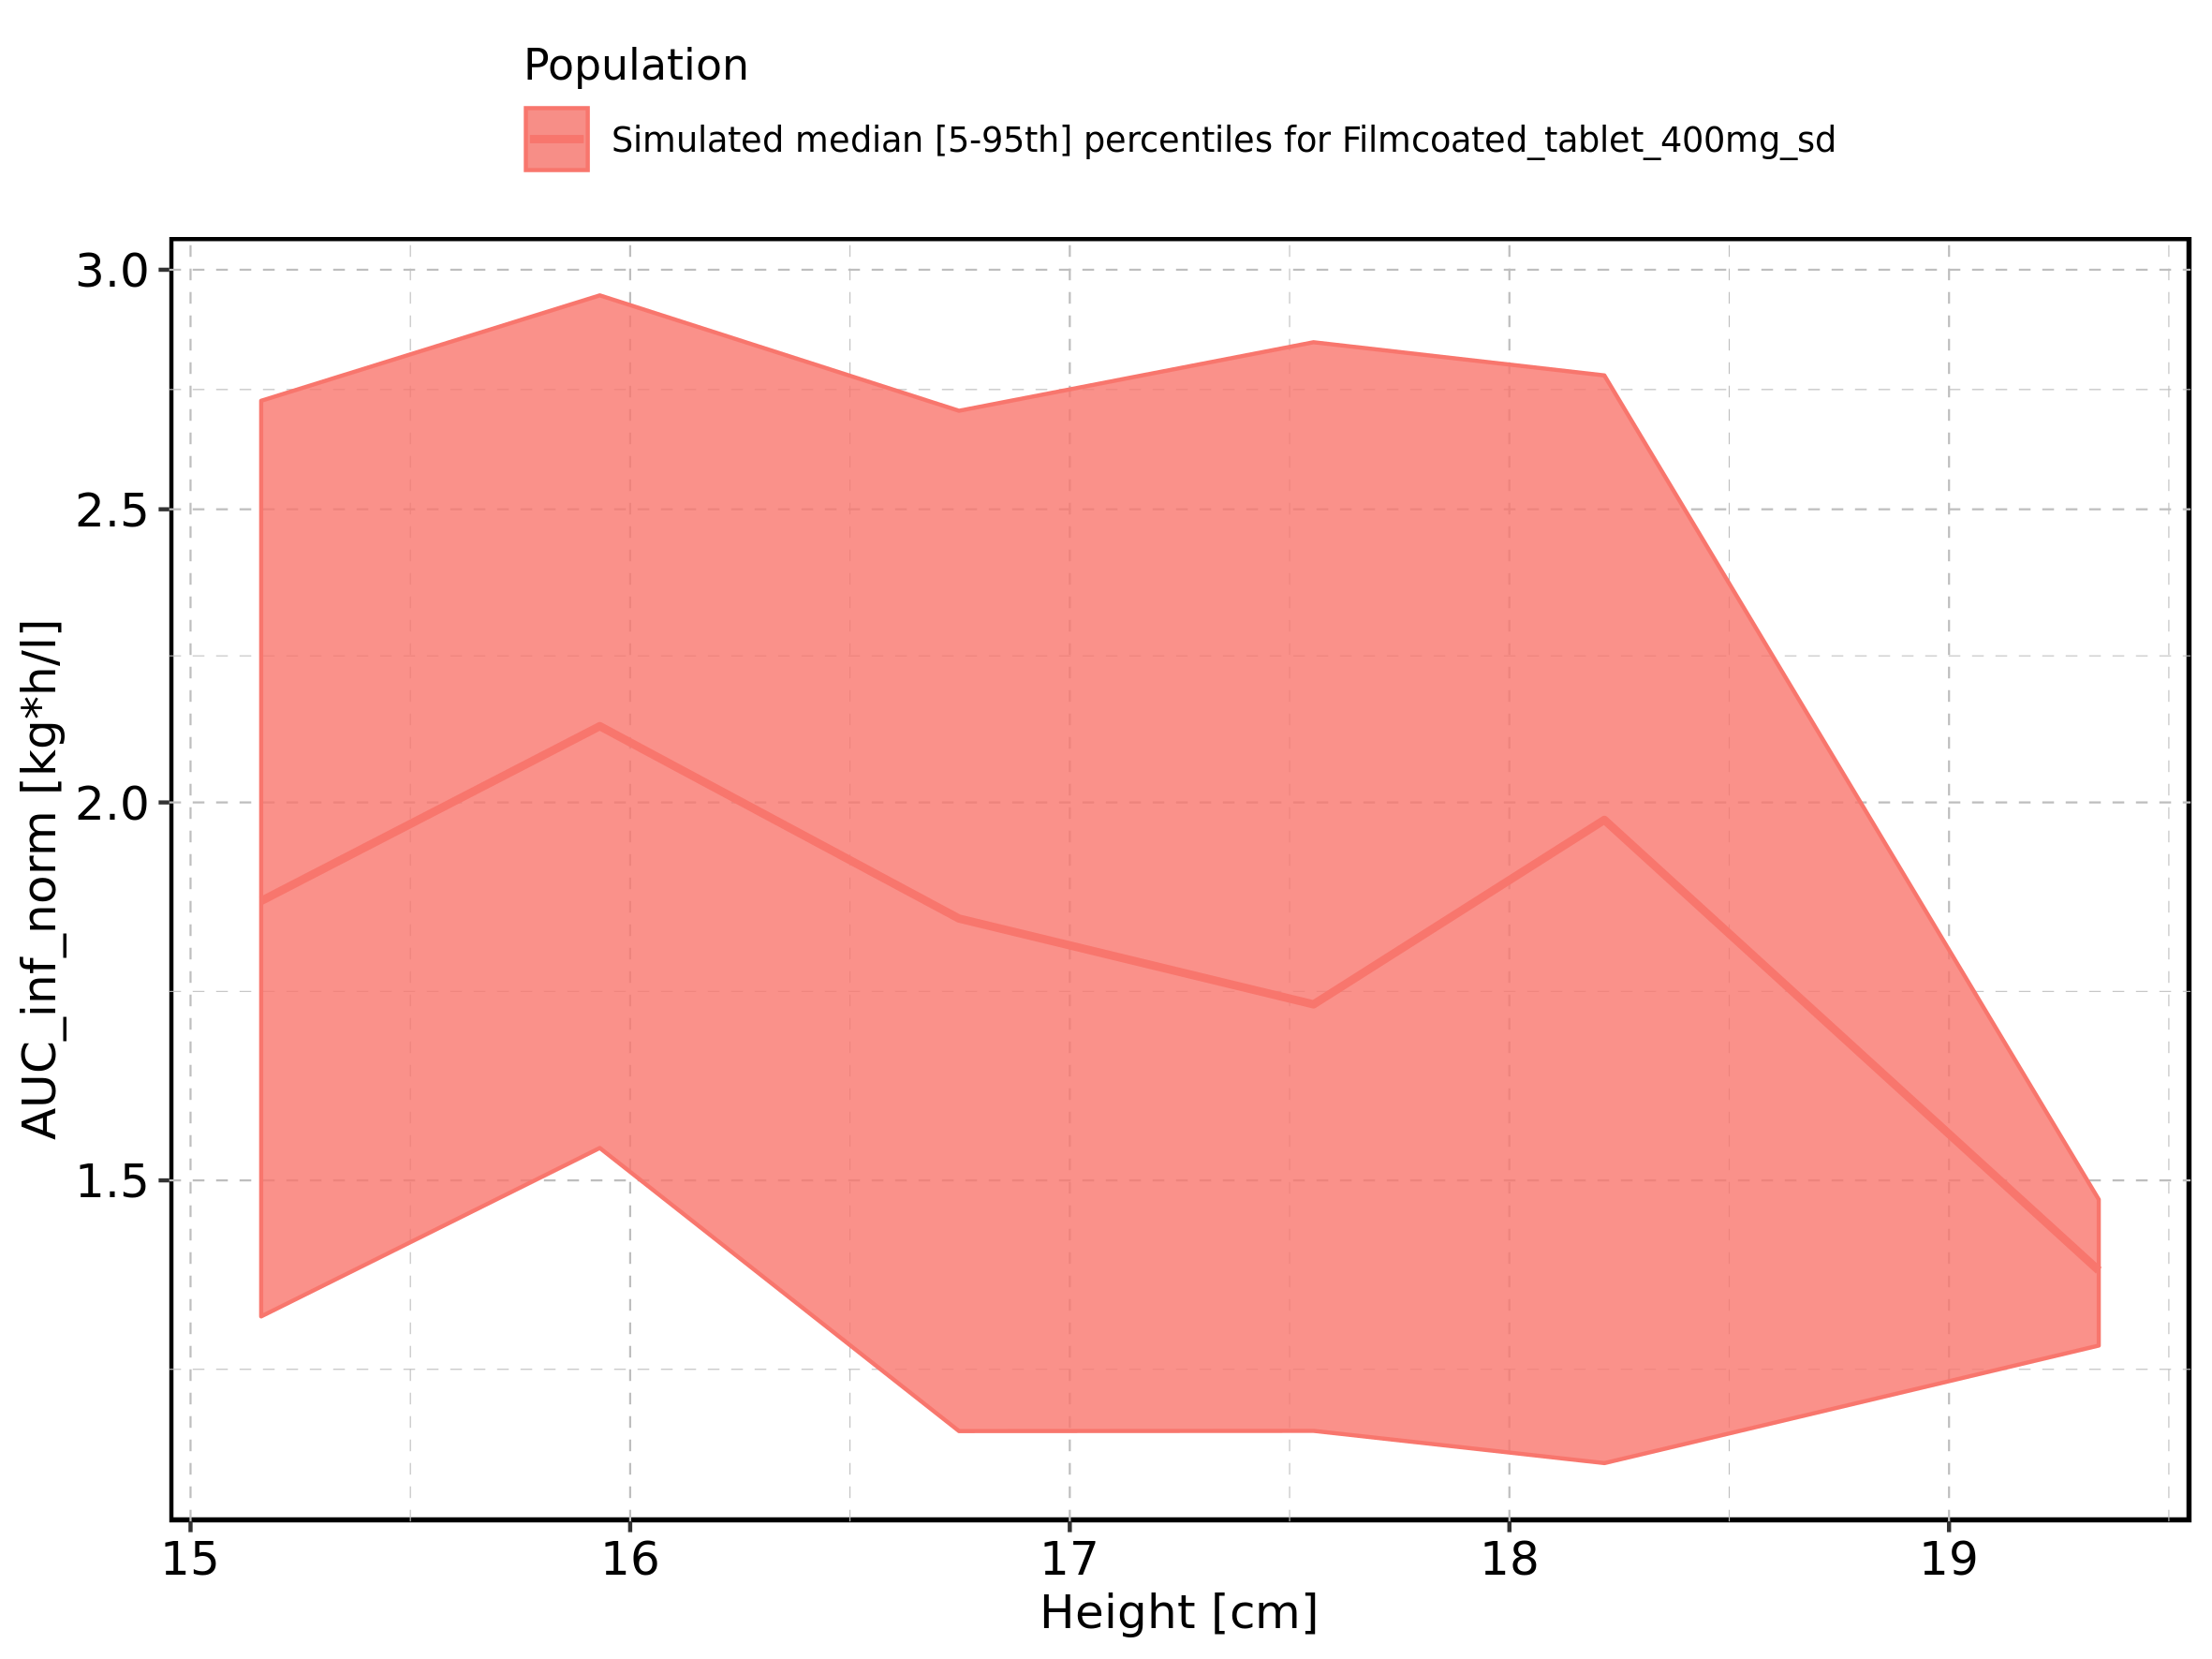 Population
Simulated median [5-95th] percentiles for Filmcoated_tablet_400mg_sd
3.0
2.5
2.0
1.5
AUC_inf_norm [kg*h/l]
15 16 17 18 19
Height [cm]